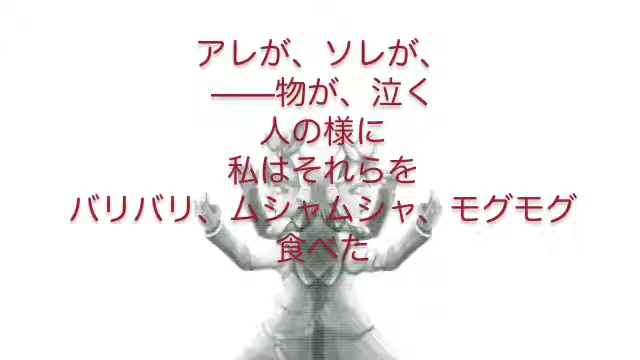 アレが、ソレが、
――物が、泣く
人の様に
私はそれらを
バリバリ、ムシャムシャ、モグモグ
食べた